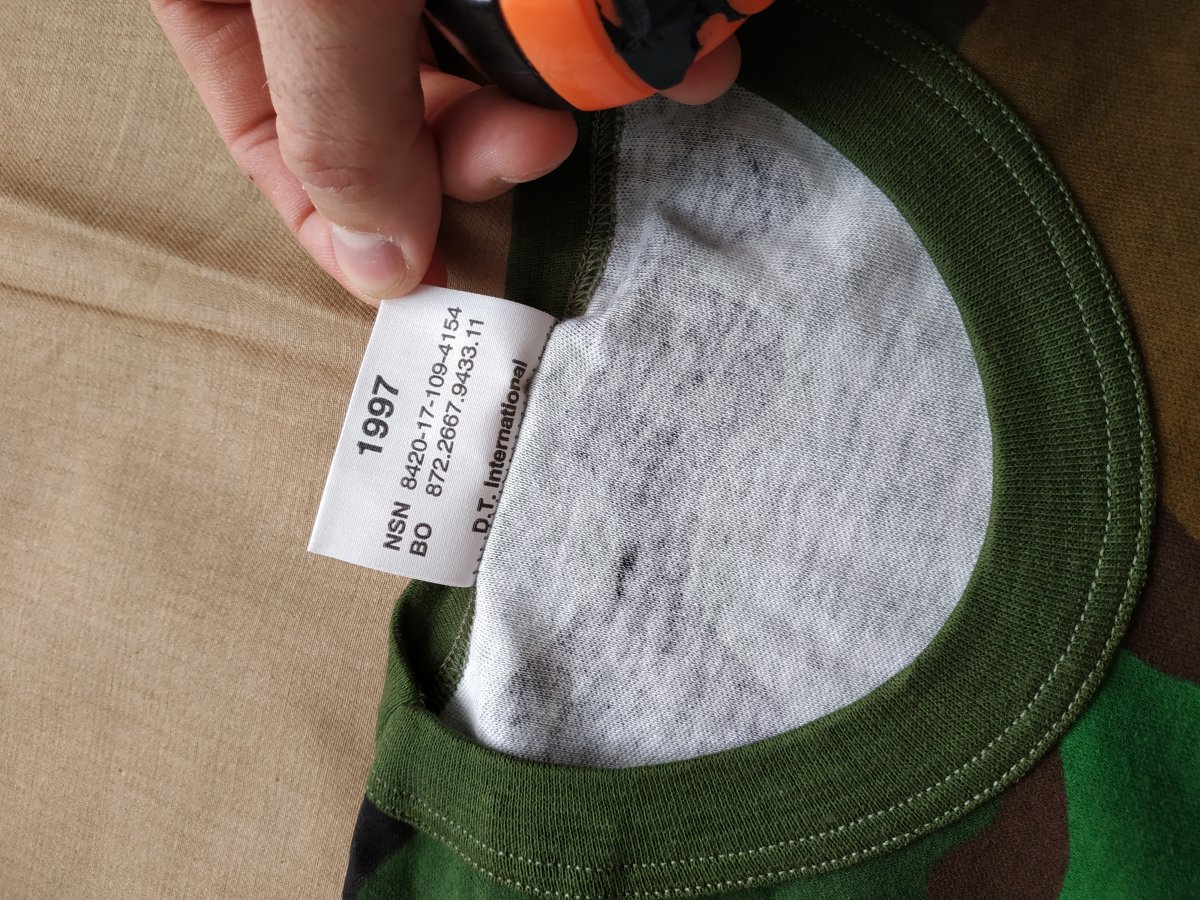 1997
NSN 8420-17-109-4154
BO 872.2667.9433.11
D.T. International